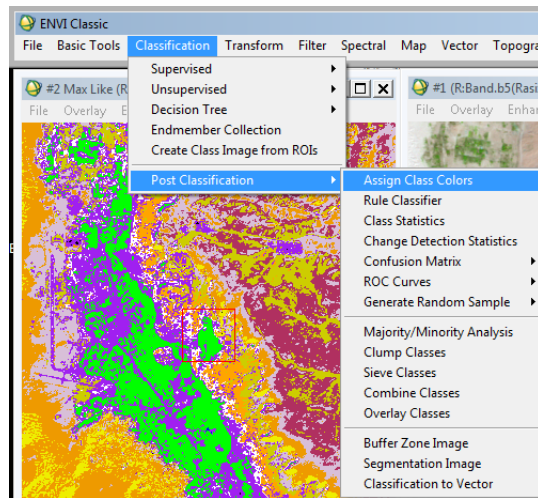 ENVI Classic
File Basic Tools Classification Transform Filter Spectral Map Vector Topogra
#2 Max Like (R
File Overlay E
#1 (R:Band.b5(Rasi
File Overlay Enhan
Supervised
Unsupervised
Decision Tree
Endmember Collection
Create Class Image from ROIs
Post Classification
Assign Class Colors
Rule Classifier
Class Statistics
Change Detection Statistics
Confusion Matrix
ROC Curves
Generate Random Sample
Majority/Minority Analysis
Clump Classes
Sieve Classes
Combine Classes
Overlay Classes
Buffer Zone Image
Segmentation Image
Classification to Vector